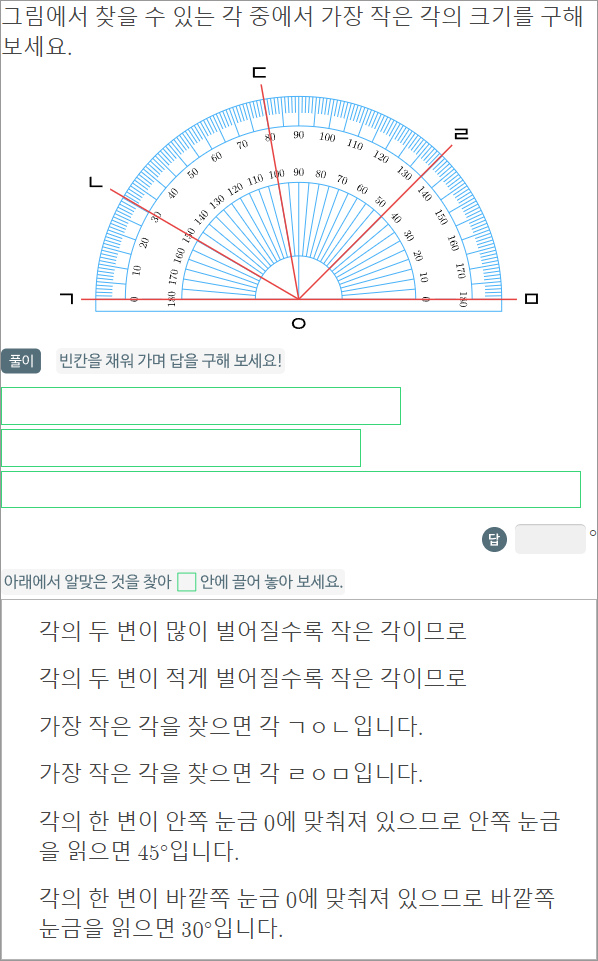 그림에서 찾을 수 있는 각 중에서 가장 작은 각의 크기를 구해
보세요.
ㄷ
ㄹ
ㄴ
0 10 20 30 40 50 60 70 80 90 100 110 120 130 140 150 160 170 180
180 170 160 150 140 130 120 110 100 90 80 70 60 50 40 30 20 10 0
ㄱ
ㅁ
ㅇ
풀이 빈칸을 채워 가며 답을 구해 보세요!
답 °
아래에서 알맞은 것을 찾아 안에 끌어 놓아 보세요.
각의 두 변이 많이 벌어질수록 작은 각이므로
각의 두 변이 적게 벌어질수록 작은 각이므로
가장 작은 각을 찾으면 각 ㄱㅇㄴ입니다.
가장 작은 각을 찾으면 각 ㄹㅇㅁ입니다.
각의 한 변이 안쪽 눈금 0에 맞춰져 있으므로 안쪽 눈금
을 읽으면 45°입니다.
각의 한 변이 바깥쪽 눈금 0에 맞춰져 있으므로 바깥쪽
눈금을 읽으면 30°입니다.